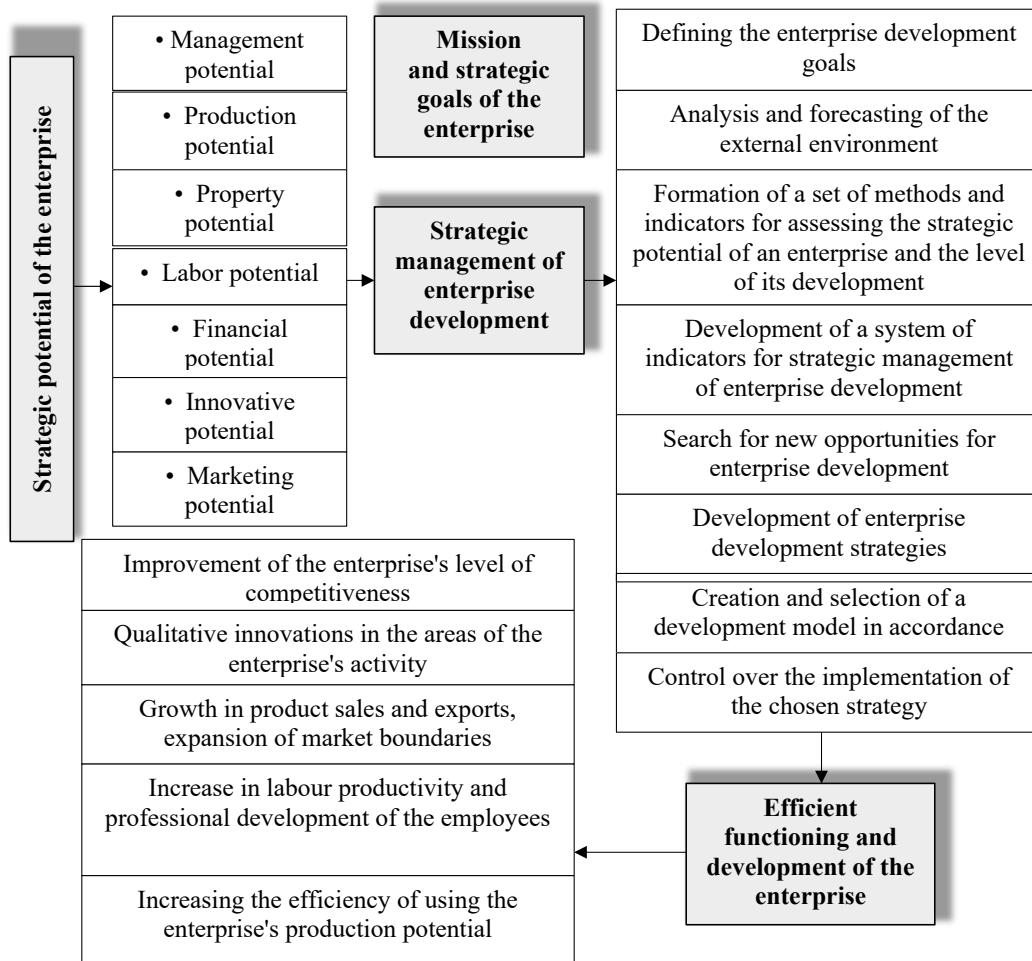 Strategic potential of the enterprise
• Management
potential
• Production
potential
• Property
potential
• Labor potential
• Financial
potential
• Innovative
potential
• Marketing
potential
Mission
and strategic
goals of the
enterprise
Strategic
management of
enterprise
development
Defining the enterprise development
goals
Analysis and forecasting of the
external environment
Formation of a set of methods and
indicators for assessing the strategic
potential of an enterprise and the level
of its development
Development of a system of
indicators for strategic management
of enterprise development
Search for new opportunities for
enterprise development
Development of enterprise
development strategies
Creation and selection of a
development model in accordance
Control over the implementation of
the chosen strategy
Efficient
functioning and
development of the
enterprise
Improvement of the enterprise's level of
competitiveness
Qualitative innovations in the areas of the
enterprise's activity
Growth in product sales and exports,
expansion of market boundaries
Increase in labour productivity and
professional development of the employees
Increasing the efficiency of using the
enterprise's production potential